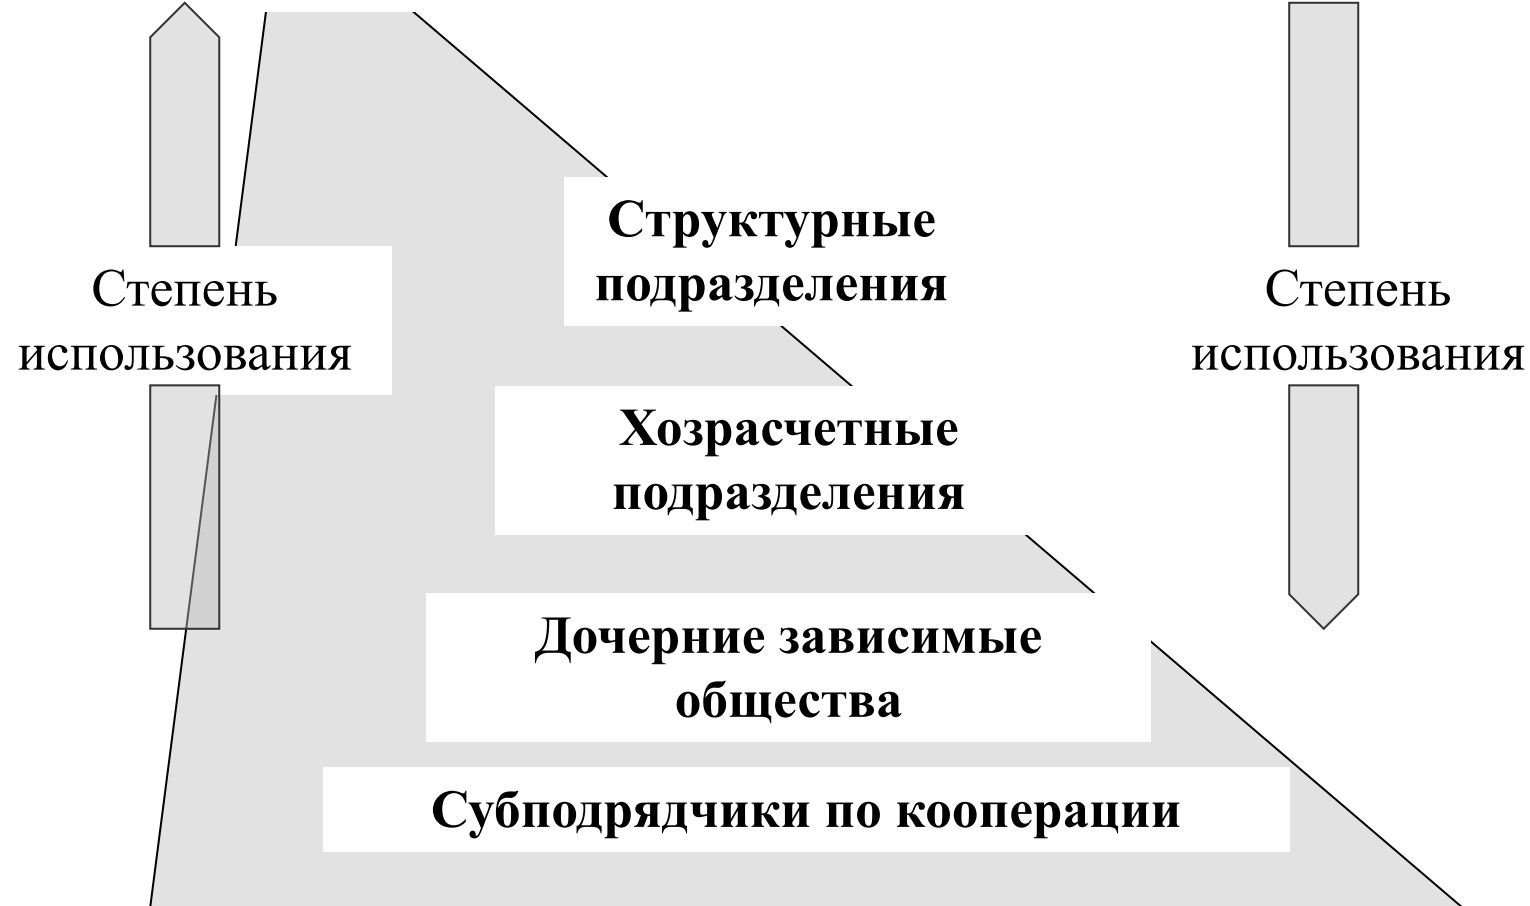 Структурные
подразделения
Степень
использования
Степень
использования
Хозрасчетные
подразделения
Дочерние зависимые
общества
Субподрядчики по кооперации